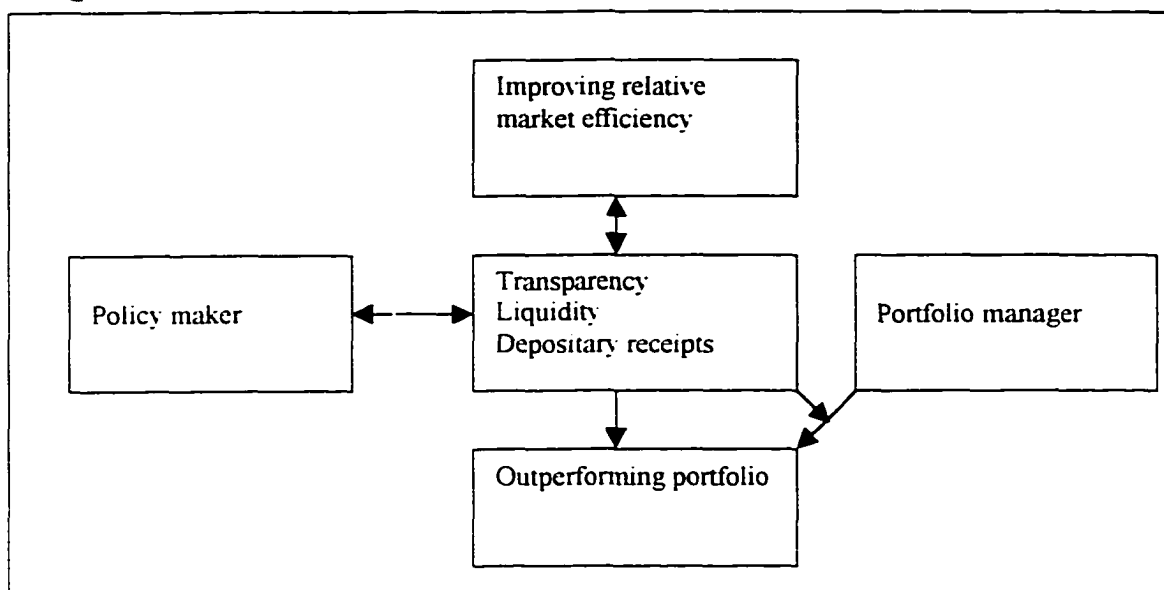 Improving relative
market efficiency
Policy maker
Transparency
Liquidity
Depositary receipts
Portfolio manager
Outperforming portfolio